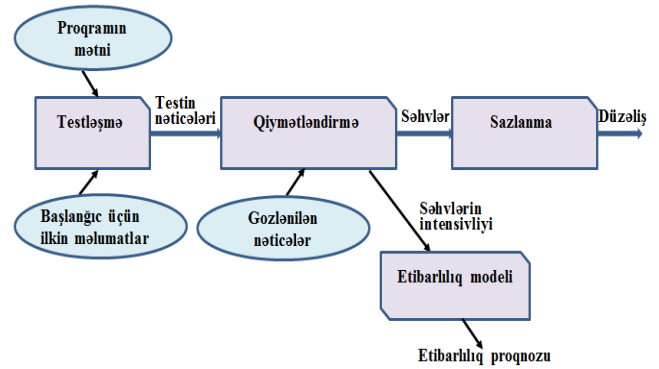 Proqramın
mətni
Testləşmə
Testin
nəticələri
Qiymətləndirmə
Səhvlər
Sazlanma
Düzəliş
Başlanğıc üçün
ilkin məlumatlar
Gozlənilən
nəticələr
Səhvlərin
intensivliyi
Etibarlılıq modeli
Etibarlılıq proqnozu